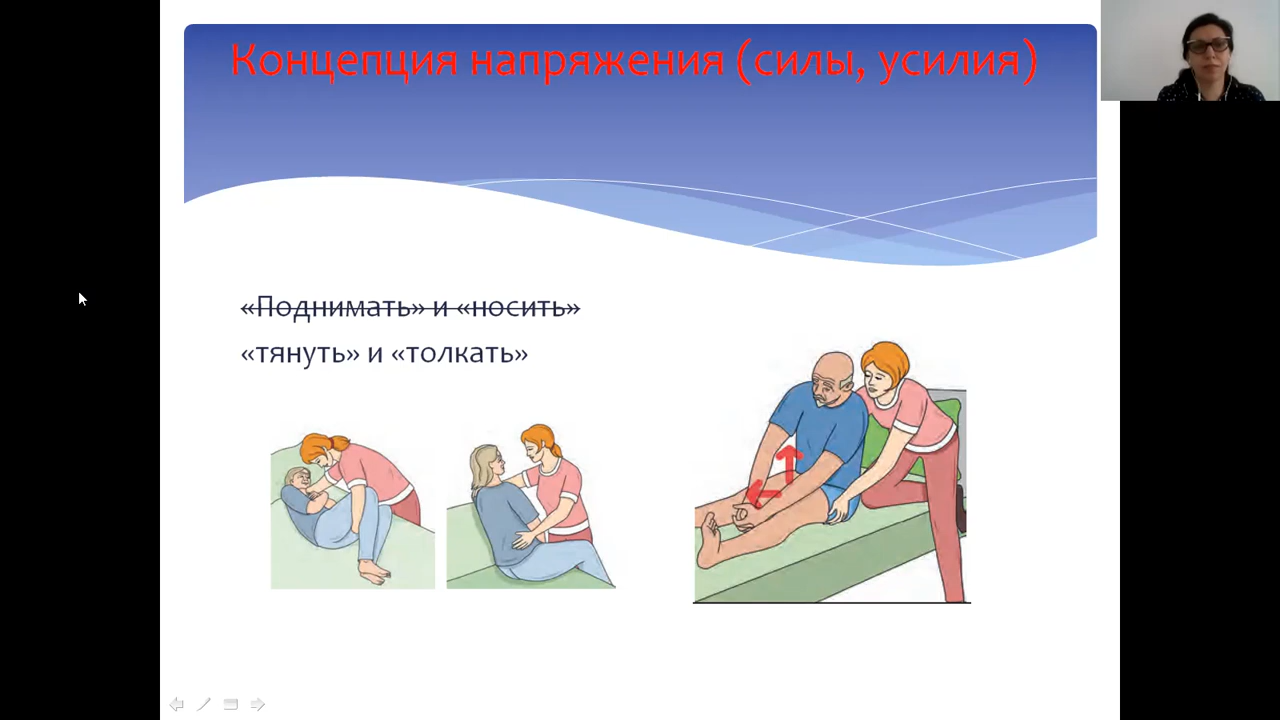 Концепция напряжения (силы, усилия)
«Поднимать» и «носить»
«тянуть» и «толкать»